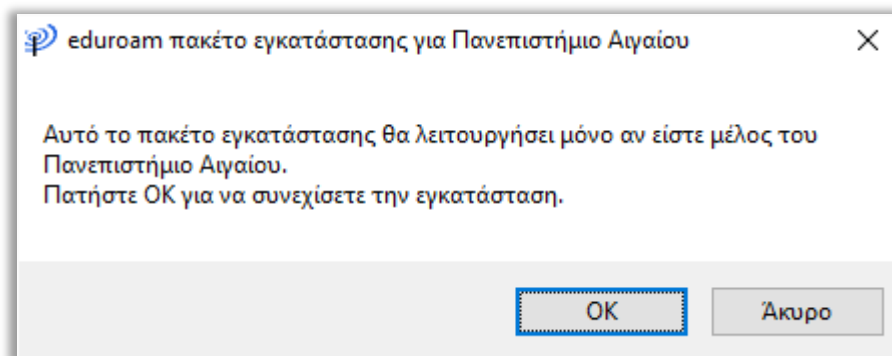 eduroam πακέτο εγκατάστασης για Πανεπιστήμιο Αιγαίου
Αυτό το πακέτο εγκατάστασης θα λειτουργήσει μόνο αν είστε μέλος του
Πανεπιστήμιο Αιγαίου.
Πατήστε OK για να συνεχίσετε την εγκατάσταση.
OK
Άκυρο